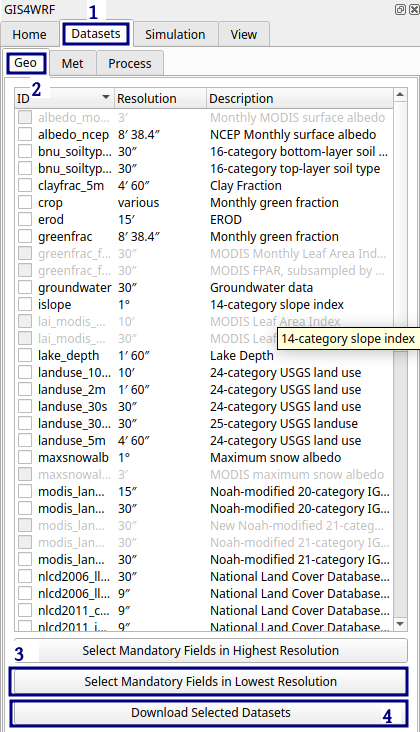 GIS4WRF
1
Home Datasets Simulation View
Geo Met Process
2
ID Resolution Description
albedo_mo... 3′ Monthly MODIS surface albedo
albedo_ncep 8′ 38.4″ NCEP Monthly surface albedo
bnu_soiltyp... 30″ 16-category bottom-layer soil ...
bnu_soiltyp... 30″ 16-category top-layer soil type
clayfrac_5m 4′ 60″ Clay Fraction
crop various Monthly green fraction
erod 15′ EROD
greenfrac 8′ 38.4″ Monthly green fraction
greenfrac_f... 30″ MODIS Monthly Leaf Area Ind...
greenfrac_f... 30″ MODIS FPAR, subsampled by ...
groundwater 30″ Groundwater data
islope 1° 14-category slope index
lai_modis_... 10′ MODIS Leaf Area Index
lai_modis_... 30″ MODIS Leaf
14-category slope index
lake_depth 1′ 60″ Lake Depth
landuse_10... 10′ 24-category USGS land use
landuse_2m 1′ 60″ 24-category USGS land use
landuse_30s 30″ 24-category USGS land use
landuse_30... 30″ 25-category USGS landuse
landuse_5m 4′ 60″ 24-category USGS land use
maxsnowalb 1° Maximum snow albedo
maxsnowal... 3′ MODIS maximum snow albedo
modis_lan... 15″ Noah-modified 20-category IG...
modis_lan... 30″ Noah-modified 20-category IG...
modis_lan... 30″ New Noah-modified 21-categ...
modis_lan... 30″ Noah-modified 21-category IG...
modis_lan... 30″ Noah-modified 21-category IG...
nlcd2006_ll... 30″ National Land Cover Database...
nlcd2006_ll... 9″ National Land Cover Database...
nlcd2011_c... 9″ National Land Cover Database...
nlcd2011_i... 9″ National Land Cover Database...
3 Select Mandatory Fields in Highest Resolution
Select Mandatory Fields in Lowest Resolution
Download Selected Datasets 4